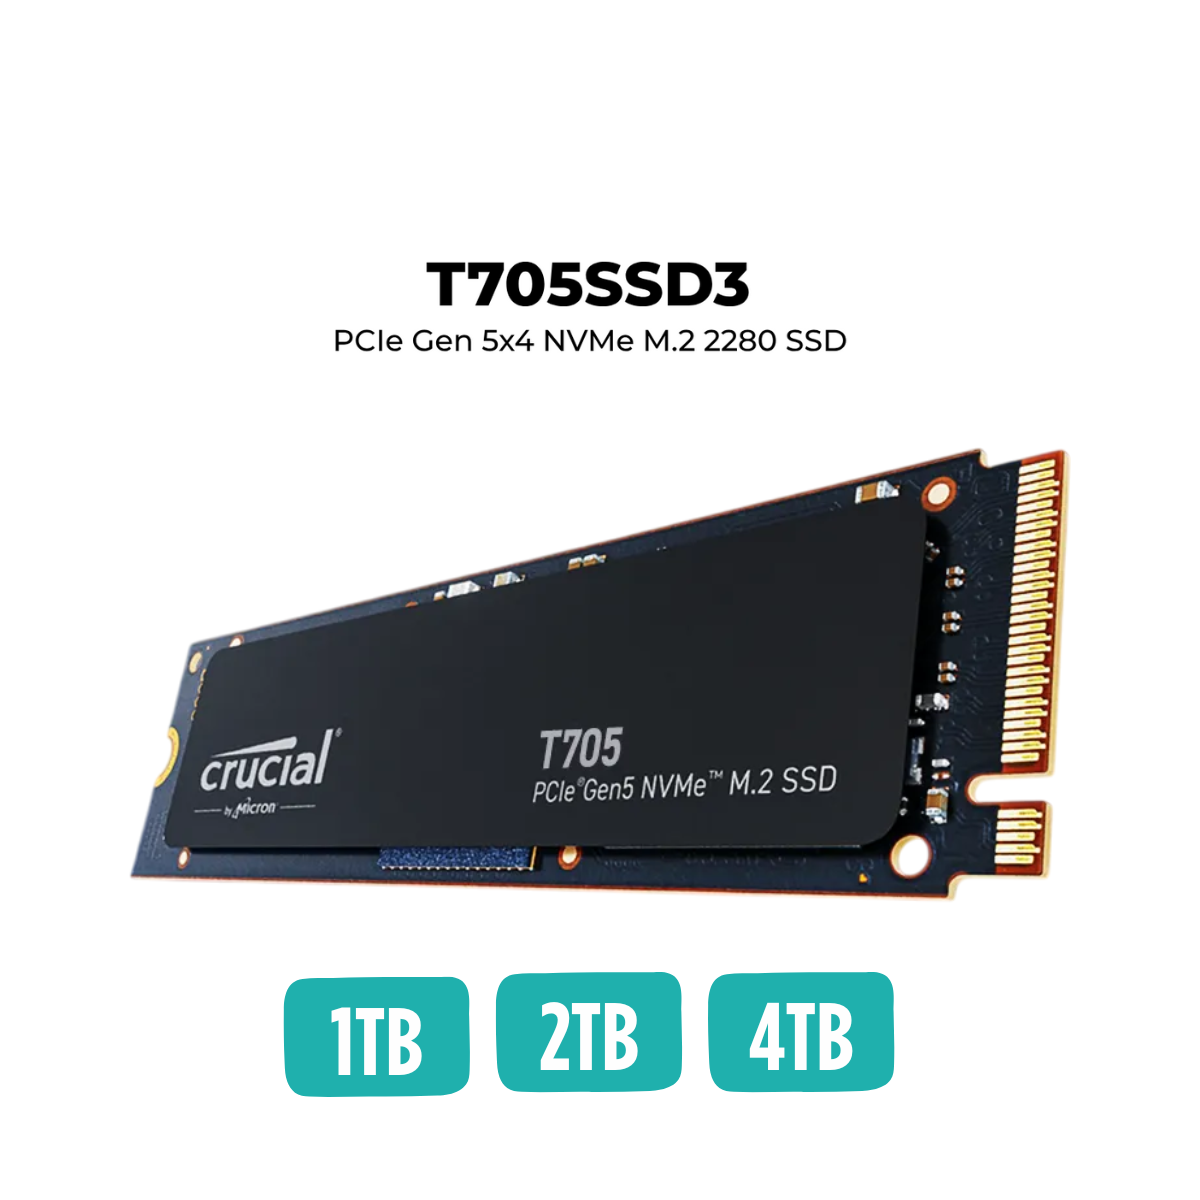 T705SSD3
PCIe Gen 5x4 NVMe M.2 2280 SSD
crucial®
by Micron®
T705
PCIe® Gen5 NVMe™ M.2 SSD
1TB
2TB
4TB